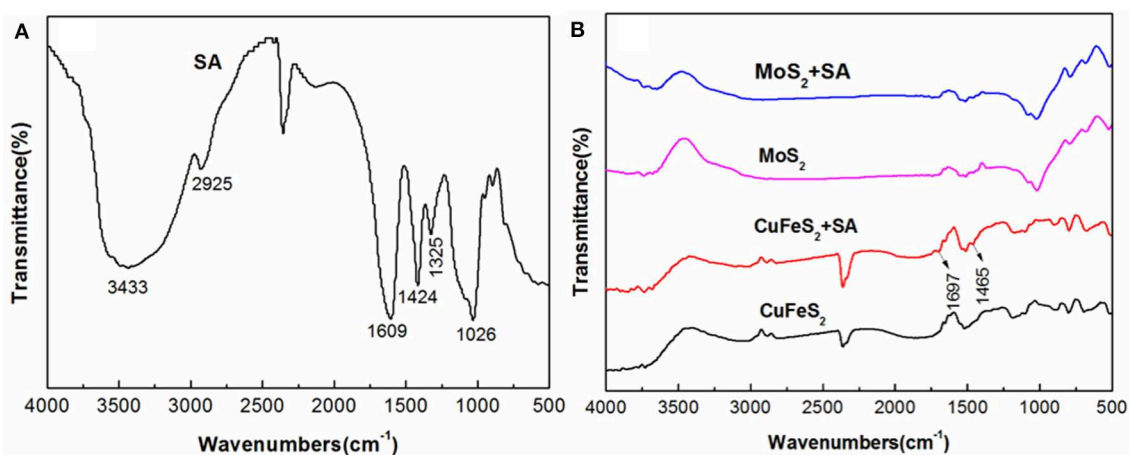 A
SA
2925
3433
1609
1424
1325
1026
Transmittance(%)
4000 3500 3000 2500 2000 1500 1000 500
Wavenumbers(cm⁻¹)
B
MoS₂+SA
MoS₂
CuFeS₂+SA
1697
1465
CuFeS₂
Transmittance(%)
4000 3500 3000 2500 2000 1500 1000 500
Wavenumbers(cm⁻¹)